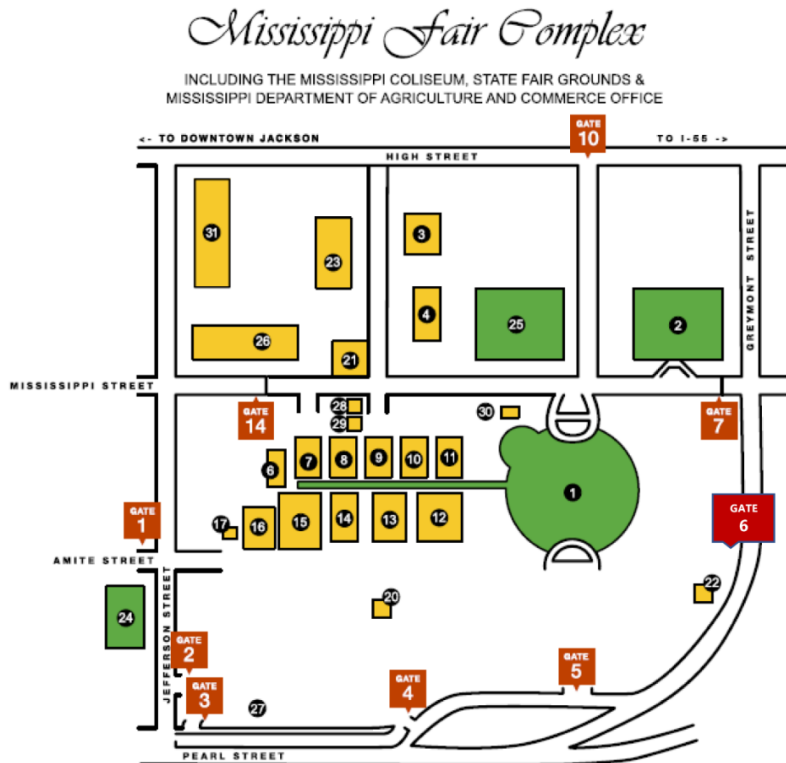 Mississippi Fair Complex
INCLUDING THE MISSISSIPPI COLISEUM, STATE FAIR GROUNDS &
MISSISSIPPI DEPARTMENT OF AGRICULTURE AND COMMERCE OFFICE
<- TO DOWNTOWN JACKSON
GATE
10
TO I-55 ->
HIGH STREET
31
23
3
GREYMONT STREET
4
25
2
26
21
MISSISSIPPI STREET
28
29
30
GATE
14
GATE
7
6
7
8
9
10
11
1
GATE
1
17
16
15
14
13
12
GATE
6
AMITE STREET
24
JEFFERSON STREET
20
22
GATE
2
GATE
3
27
GATE
4
GATE
5
PEARL STREET